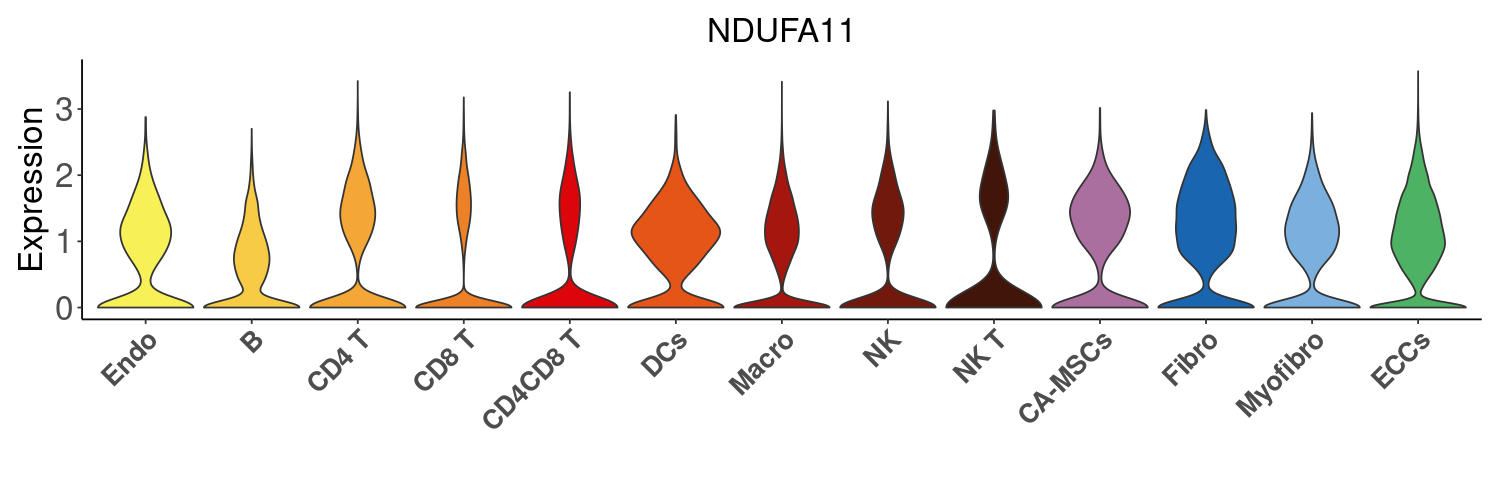 NDUFA11
Expression
3
2
1
0
Endo
B
CD4 T
CD8 T
CD4CD8 T
DCs
Macro
NK
NK T
CA-MSCs
Fibro
Myofibro
ECCs